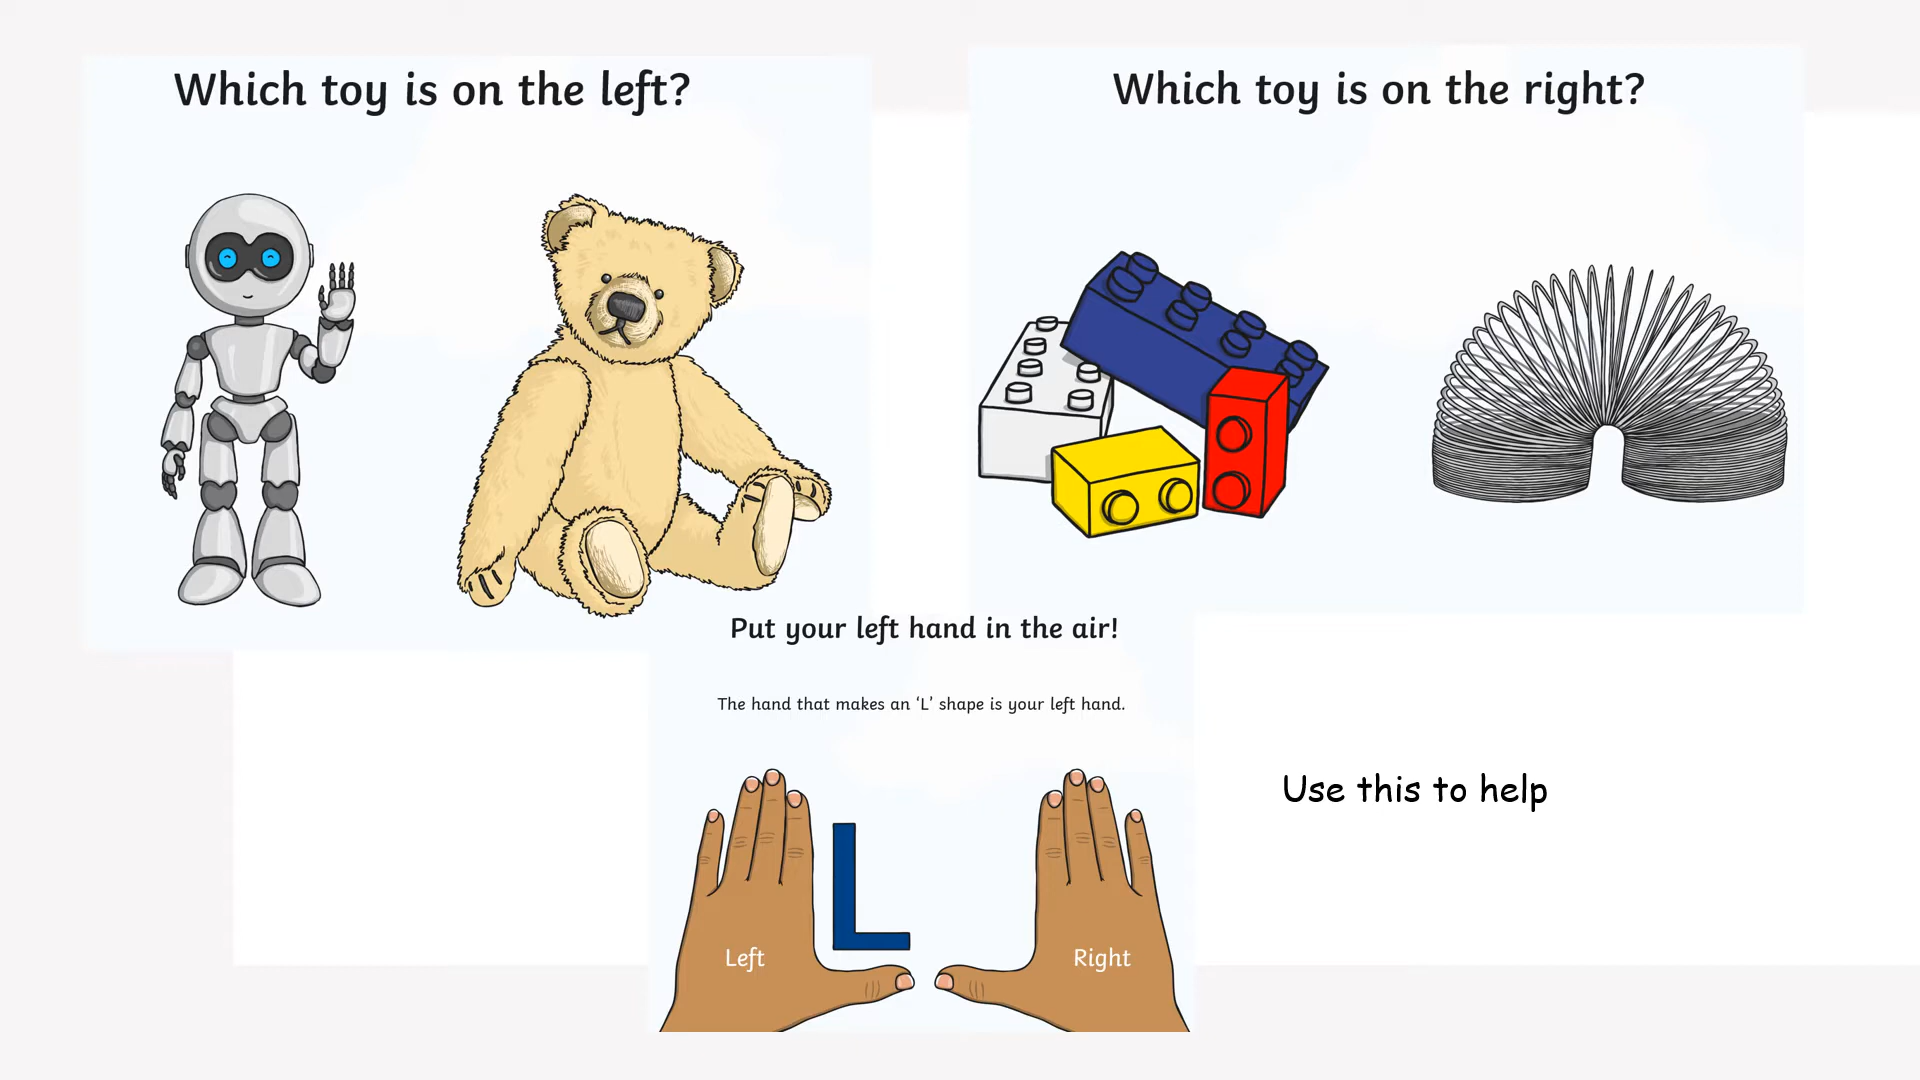 Which toy is on the left?
Which toy is on the right?
Put your left hand in the air!
The hand that makes an ‘L’ shape is your left hand.
L
Left
Right
Use this to help